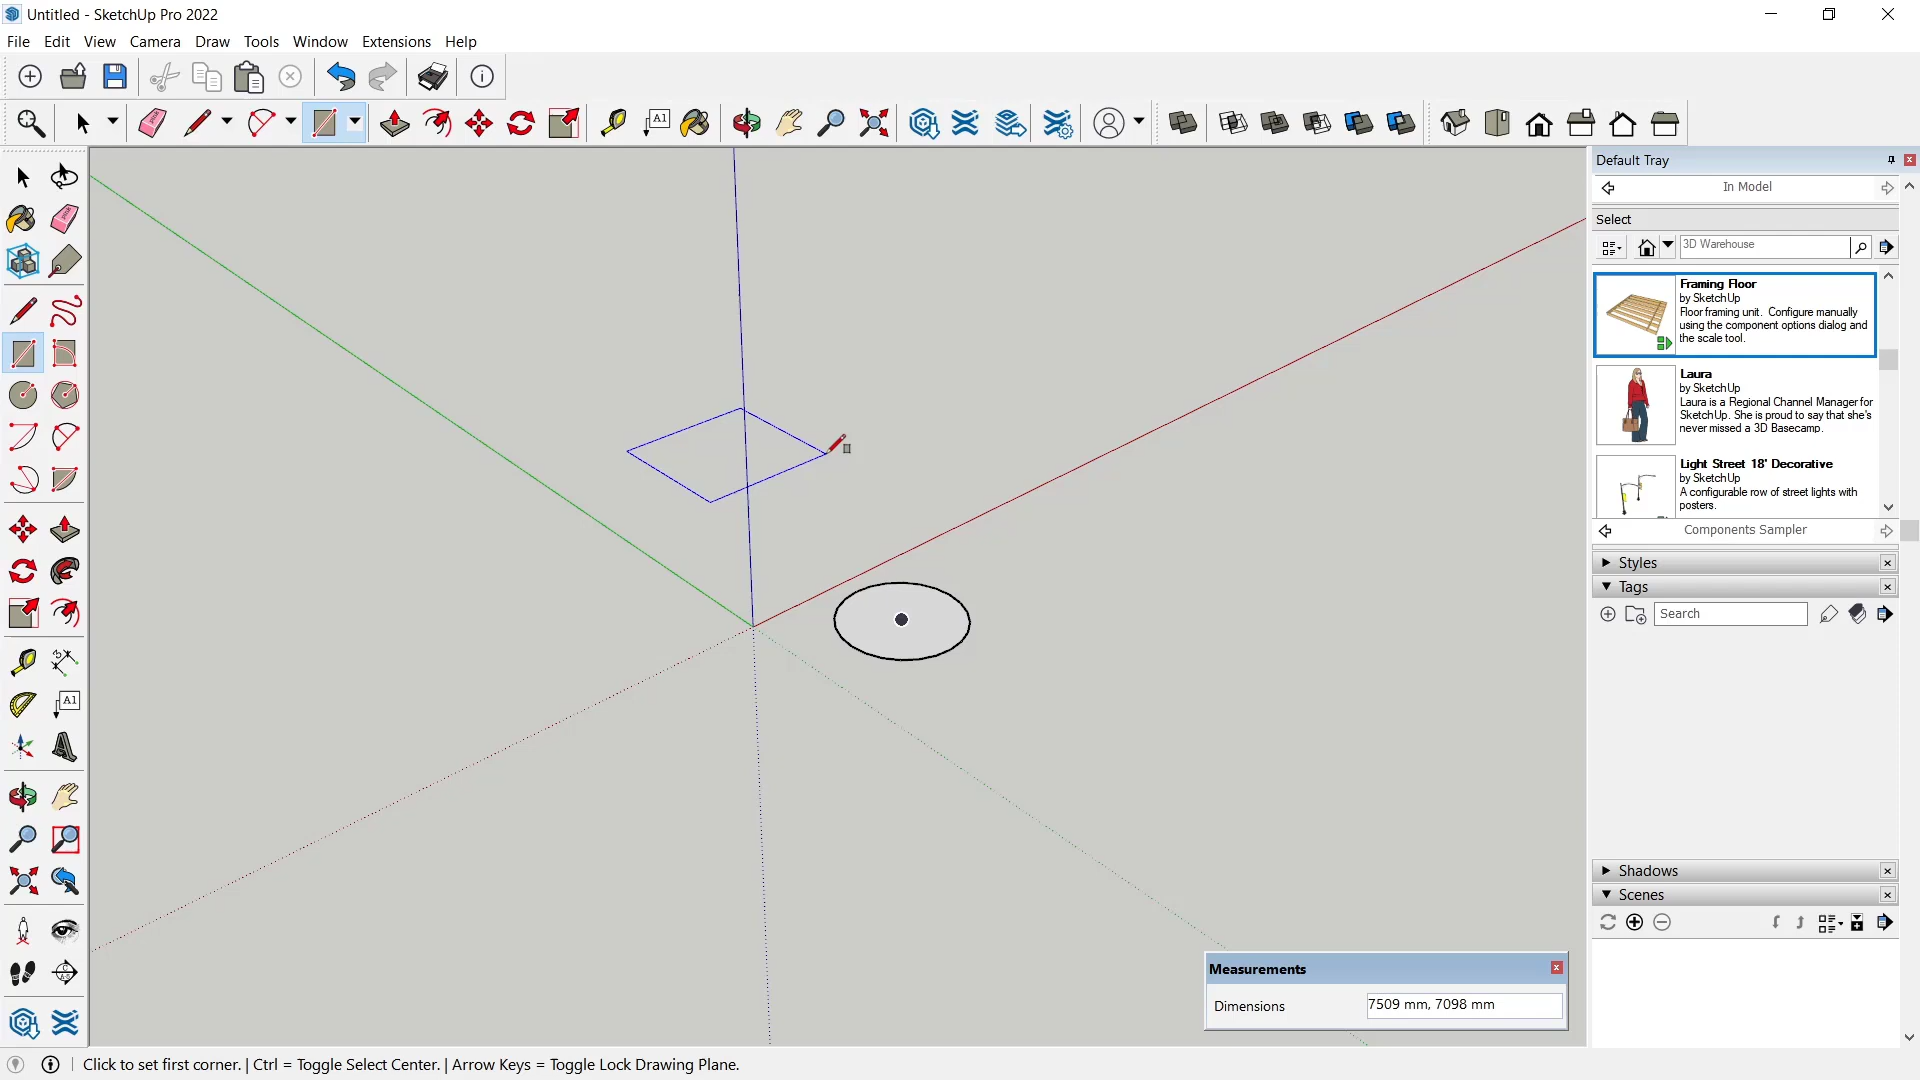 Untitled - SketchUp Pro 2022
File Edit View Camera Draw Tools Window Extensions Help
A1
Default Tray
In Model
Select
3D Warehouse
Framing Floor
by SketchUp
Floor framing unit. Configure manually
using the component options dialog and
the scale tool.
Laura
by SketchUp
Laura is a Regional Channel Manager for
SketchUp. She is proud to say that she's
never missed a 3D Basecamp.
Light Street 18' Decorative
by SketchUp
A configurable row of street lights with
posters.
Components Sampler
Styles
Tags
Search
A1
Shadows
Scenes
Measurements
Dimensions 7509 mm, 7098 mm
Click to set first corner. | Ctrl = Toggle Select Center. | Arrow Keys = Toggle Lock Drawing Plane.